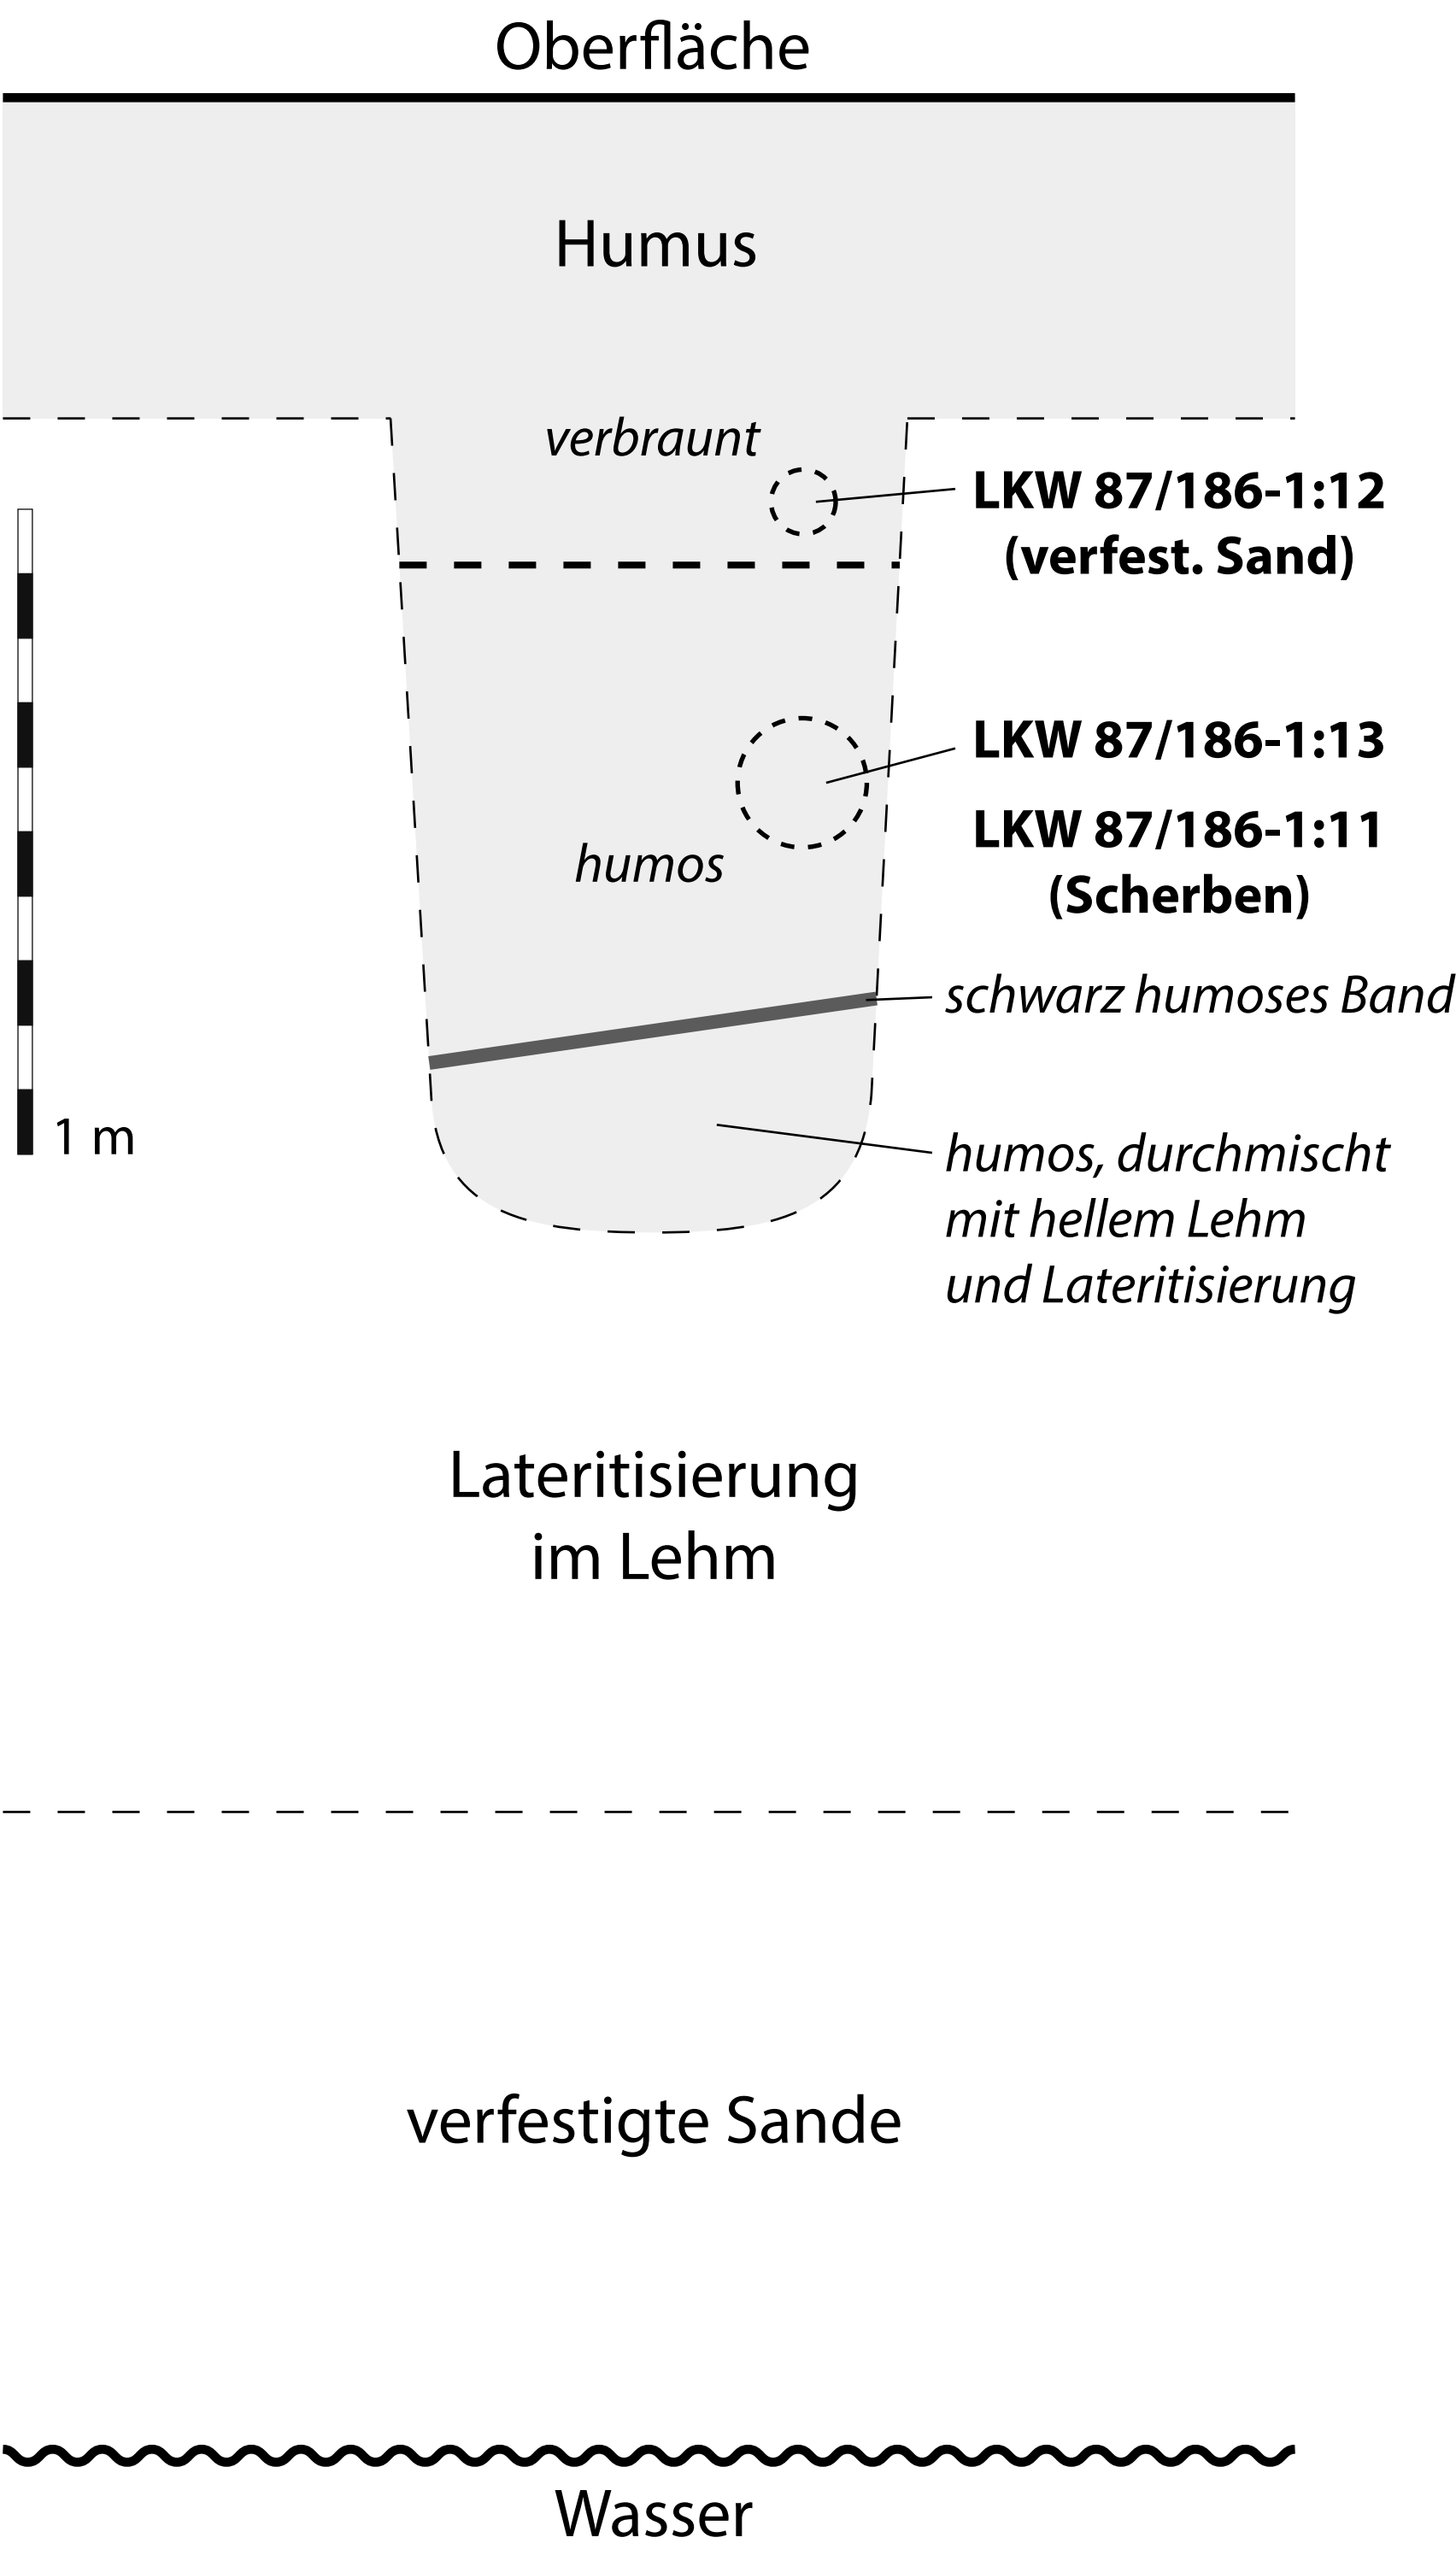 Oberfläche
Humus
verbraunt
LKW 87/186-1:12
(verfest. Sand)
LKW 87/186-1:13
LKW 87/186-1:11
(Scherben)
humos
schwarz humoses Band
1 m
humos, durchmischt
mit hellem Lehm
und Lateritisierung
Lateritisierung
im Lehm
verfestigte Sande
Wasser